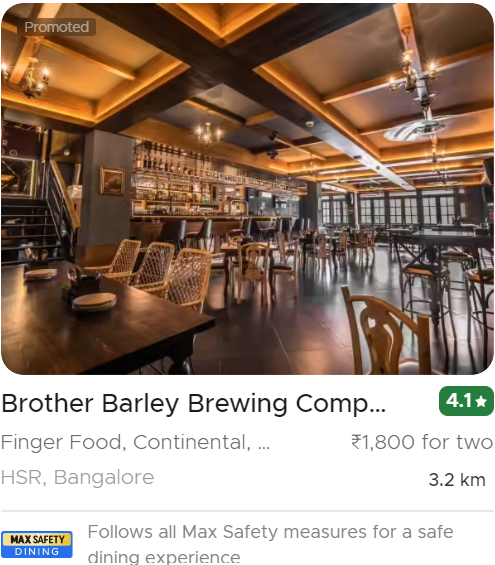 Promoted
Brother Barley Brewing Comp...
4.1★
Finger Food, Continental, ...
₹1,800 for two
HSR, Bangalore
3.2 km
MAX SAFETY
DINING
Follows all Max Safety measures for a safe
dining experience